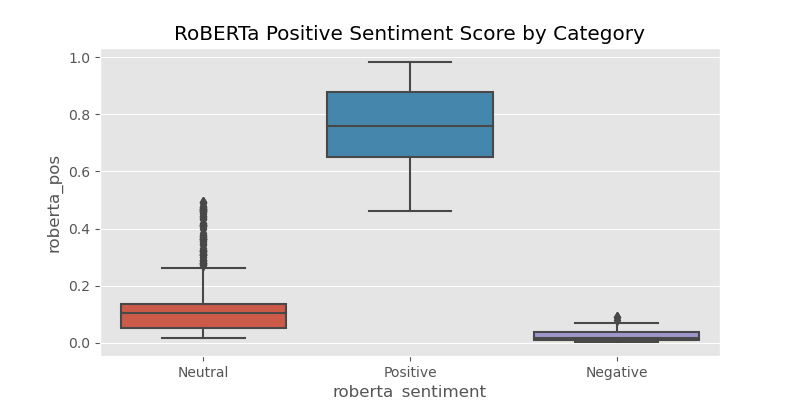 RoBERTa Positive Sentiment Score by Category
roberta_pos
1.0
0.8
0.6
0.4
0.2
0.0
Neutral
Positive
Negative
roberta_sentiment